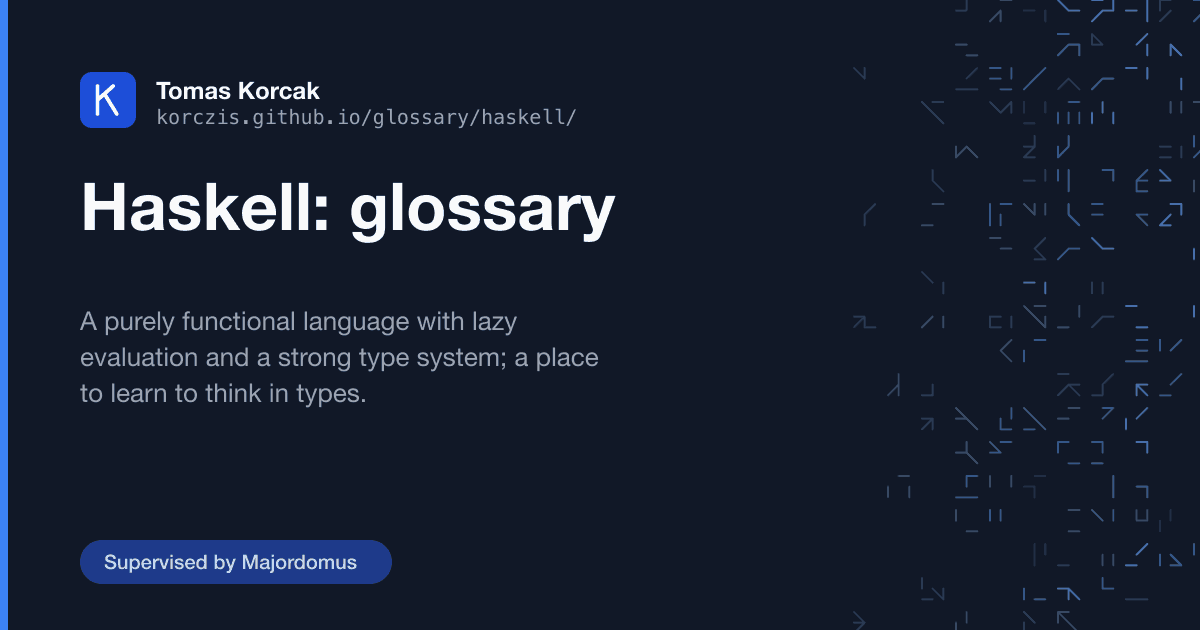 K
Tomas Korcak
korczis.github.io/glossary/haskell/
Haskell: glossary
A purely functional language with lazy
evaluation and a strong type system; a place
to learn to think in types.
Supervised by Majordomus